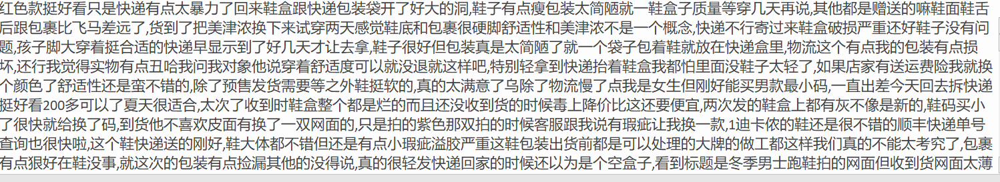 红色款挺好看只是快递有点太暴力了回来鞋盒跟快递包装袋开了好大的洞,鞋子有点瘦包装太简陋就一鞋盒子质量等穿几天再说,其他都是赠送的嘛鞋面鞋舌
后跟包裹比飞马差远了,货到了把美津浓换下来试穿两天感觉鞋底和包裹很硬脚舒适性和美津浓不是一个概念,快递不行寄过来鞋盒破损严重还好鞋子没有问
题,孩子脚大穿着挺合适的快递早显示到了好几天才让去拿,鞋子很好但包装真是太简陋了就一个袋子包着鞋就放在快递盒里,物流这个有点我的包装有点损
坏,还行我觉得实物有点丑哈我问我对象他说穿着舒适度可以就没退就这样吧,特别轻拿到快递抬着鞋盒我都怕里面没鞋子太轻了,如果店家有送运费险我就换
个颜色了舒适性还是蛮不错的,除了预售发货需要等之外鞋挺软的,真的太满意了乌除了物流慢了点我是女生但刚好能买男款最小码,一直出差今天回去拆快递
挺好看200多可以了夏天很适合,太次了收到时鞋盒整个都是烂的而且还没收到货的时候毒上降价比这还要便宜,两次发的鞋盒上都有灰不像是新的,鞋码买小
了很快就给换了码,到货他不喜欢皮面有换了一双网面的,只是拍的紫色那双拍的时候客服跟我说有瑕疵让我换一款,1迪卡侬的鞋还是很不错的顺丰快递单号
查询也很快啦,这个鞋快递送的刚好,鞋大体都不错但还是有点小瑕疵溢胶严重这鞋包装出货前都是可以处理的大牌的做工都这样我们真的不能太考究了,包裹
有点狠好在鞋没事,就这次的包装有点捡漏其他的没得说,真的很轻发快递回家的时候还以为是个空盒子,看到标题是冬季男士跑鞋拍的网面但收到货网面太薄